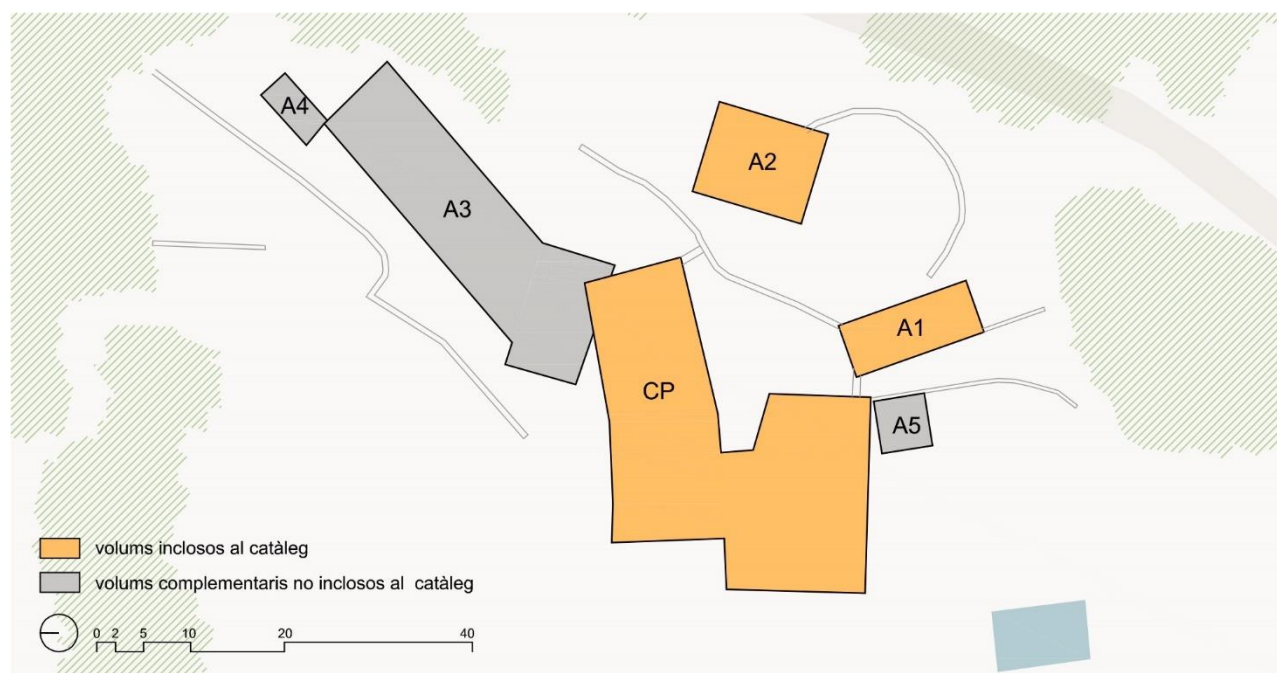 A4
A2
A3
A1
CP
A5
volums inclosos al catàleg
volums complementaris no inclosos al catàleg
0 2 5 10 20 40